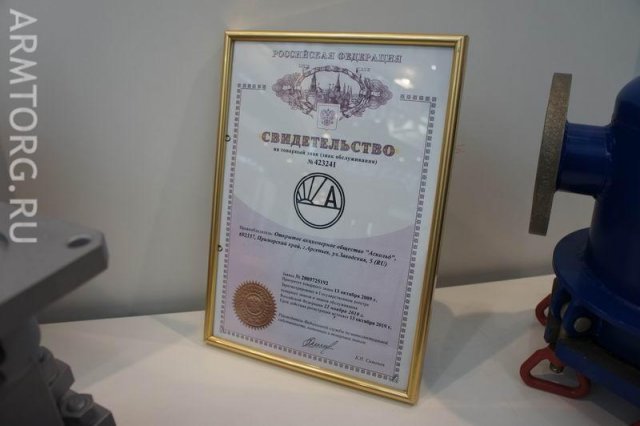 ARMTORG.RU
РОССИЙСКАЯ ФЕДЕРАЦИЯ
СВИДЕТЕЛЬСТВО
на товарный знак (знак обслуживания)
№ 423241
А
Правообладатель: Открытое акционерное общество "Аскольд",
692337, Приморский край, г.Арсеньев, ул.Заводская, 5 (RU)
Заявка № 2009725192
Приоритет товарного знака 13 октября 2009 г.
Зарегистрировано в Государственном реестре
товарных знаков и знаков обслуживания
Российской Федерации 22 ноября 2010 г.
Срок действия регистрации истекает 13 октября 2019 г.
Б.П. Симонов